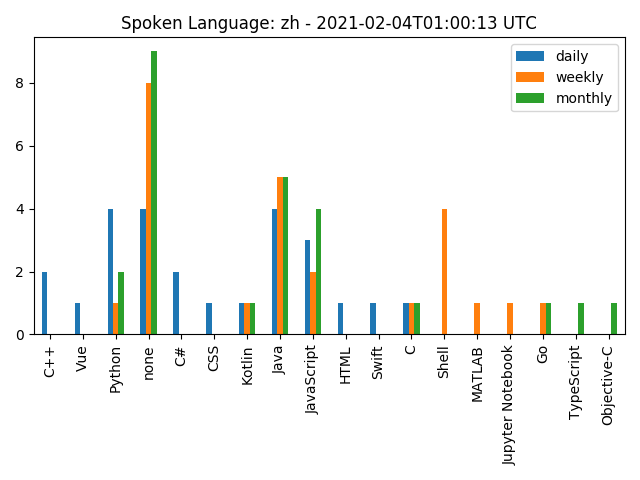 Spoken Language: zh - 2021-02-04T01:00:13 UTC
daily
weekly
monthly
8
6
4
2
0
C++
Vue
Python
none
C#
CSS
Kotlin
Java
JavaScript
HTML
Swift
C
Shell
MATLAB
Jupyter Notebook
Go
TypeScript
Objective-C